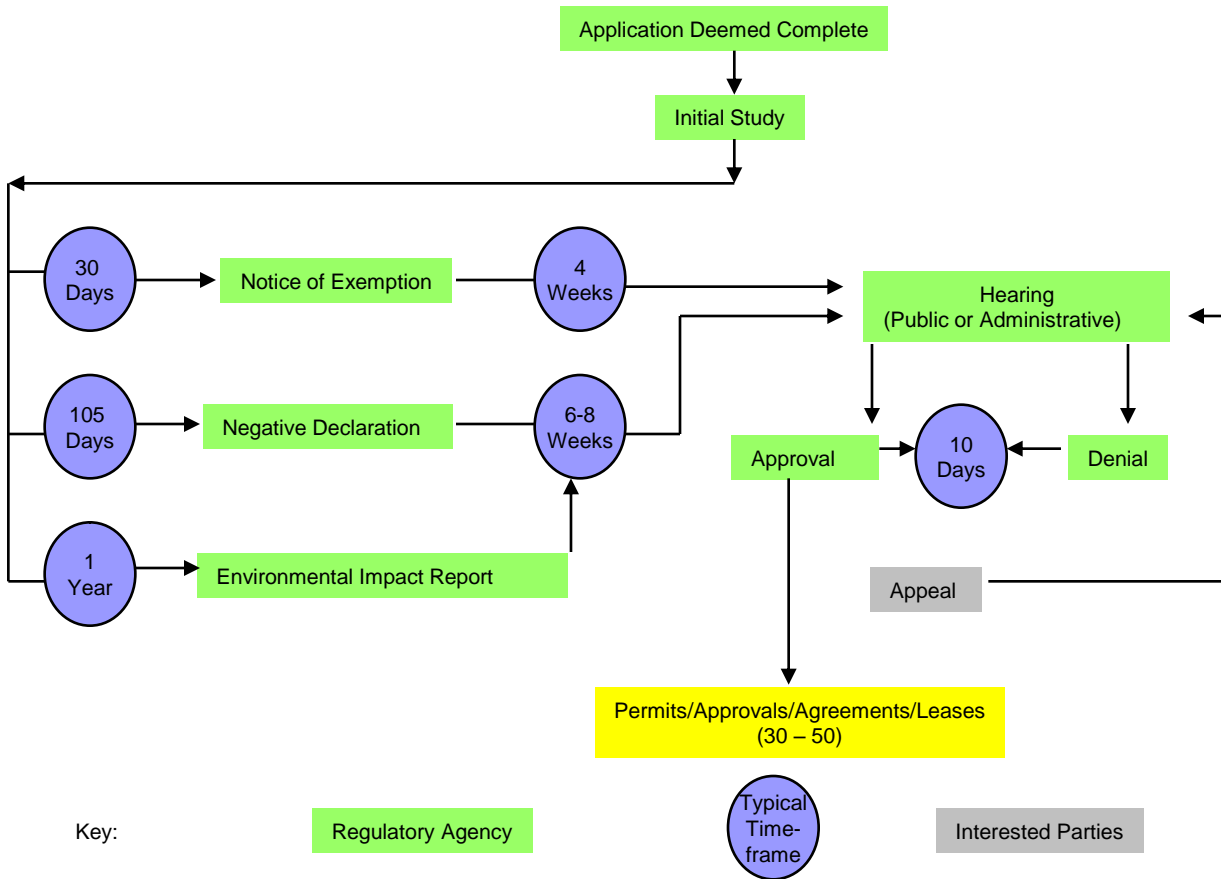 Application Deemed Complete
Initial Study
30
Days
Notice of Exemption
4
Weeks
Hearing
(Public or Administrative)
105
Days
Negative Declaration
6-8
Weeks
Approval
10
Days
Denial
1
Year
Environmental Impact Report
Appeal
Permits/Approvals/Agreements/Leases
(30 – 50)
Key:
Regulatory Agency
Typical
Time-
frame
Interested Parties